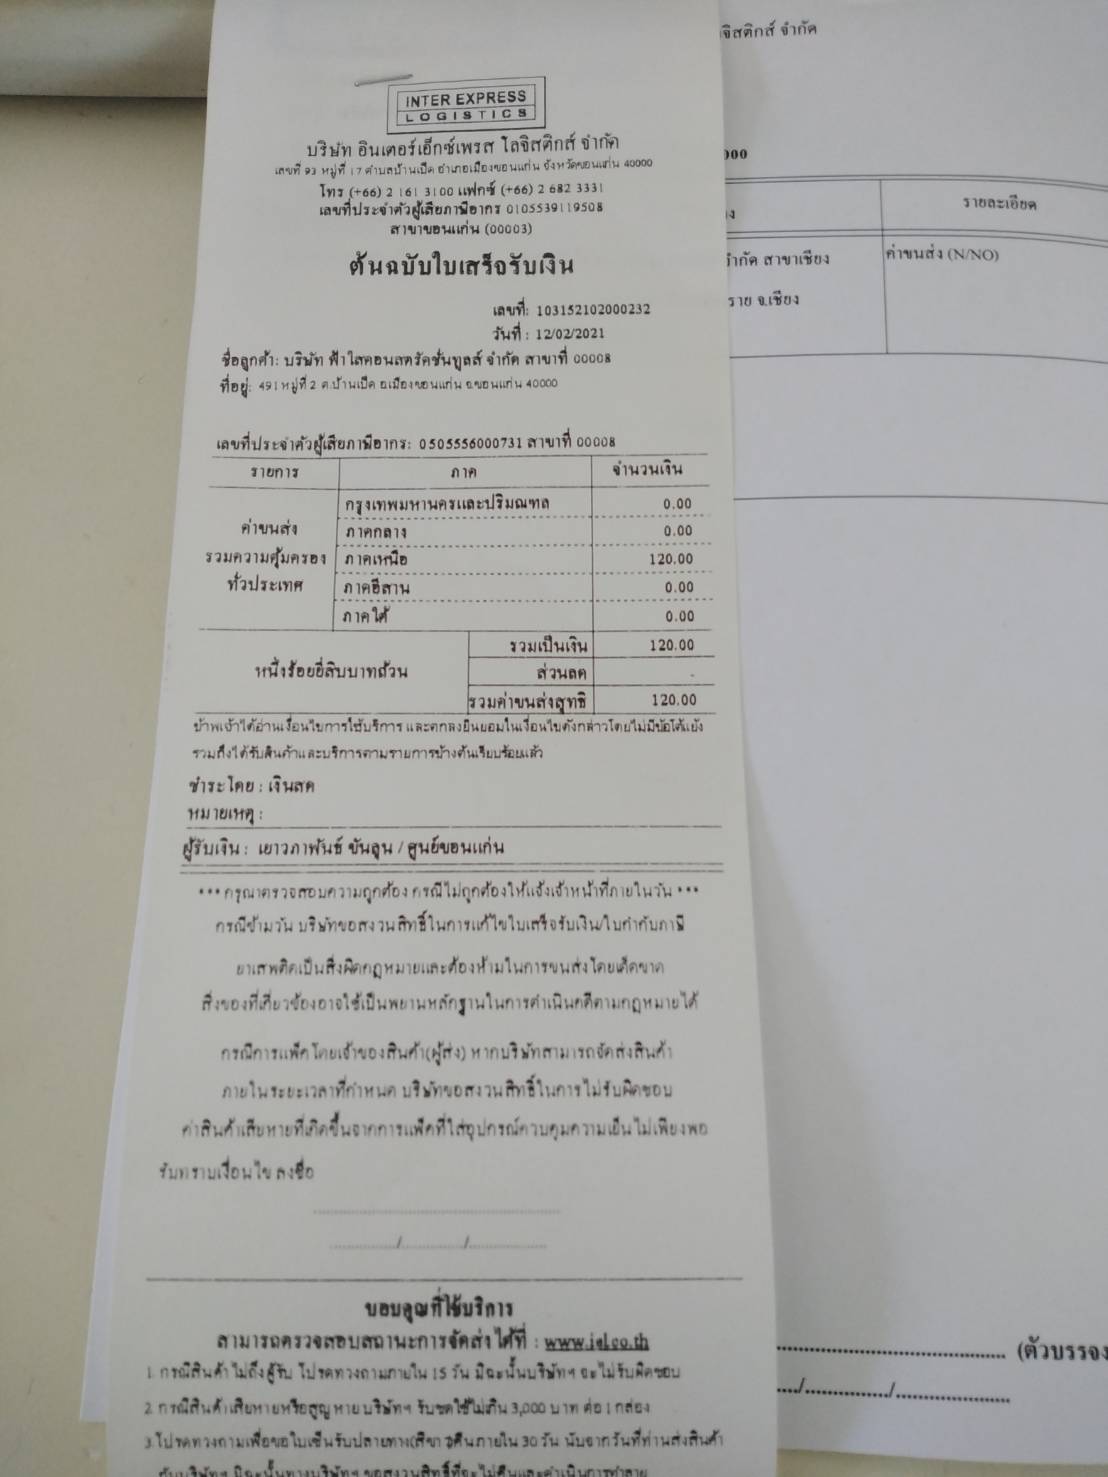 INTER EXPRESS
LOGISTICS
บริษัท อินเตอร์เอ็กซ์เพรส โลจิสติกส์ จำกัด
เลขที่ 93 หมู่ที่ 17 ตำบลบ้านเป็ด อำเภอเมืองขอนแก่น จังหวัดขอนแก่น 40000
โทร (+66) 2 161 3100 แฟกซ์ (+66) 2 682 3331
เลขที่ประจำตัวผู้เสียภาษีอากร 0105539119508
สาขาขอนแก่น (00003)
ต้นฉบับใบเสร็จรับเงิน
เลขที่: 103152102000232
วันที่ : 12/02/2021
ชื่อลูกค้า: บริษัท ฟ้าใสคอนสตรัคชั่นทูลส์ จำกัด สาขาที่ 00008
ที่อยู่: 491 หมู่ที่ 2 ต.บ้านเป็ด อ.เมืองขอนแก่น จ.ขอนแก่น 40000
เลขที่ประจำตัวผู้เสียภาษีอากร: 0505556000731 สาขาที่ 00008
รายการ ภาค จำนวนเงิน
ค่าขนส่ง
รวมความคุ้มครอง
ทั่วประเทศ
กรุงเทพมหานครและปริมณฑล 0.00
ภาคกลาง 0.00
ภาคเหนือ 120.00
ภาคอีสาน 0.00
ภาคใต้ 0.00
หนึ่งร้อยยี่สิบบาทถ้วน
รวมเป็นเงิน 120.00
ส่วนลด -
รวมค่าขนส่งสุทธิ 120.00
ข้าพเจ้าได้อ่านเงื่อนไขการใช้บริการ และตกลงยินยอมในเงื่อนไขดังกล่าวโดยไม่มีข้อโต้แย้ง
รวมถึงได้รับสินค้าและบริการตามรายการข้างต้นเรียบร้อยแล้ว
ชำระโดย : เงินสด
หมายเหตุ :
ผู้รับเงิน : เยาวภาพันธ์ ขันลุน / ศูนย์ขอนแก่น
*** กรุณาตรวจสอบความถูกต้อง กรณีไม่ถูกต้องให้แจ้งเจ้าหน้าที่ภายในวัน ***
กรณีข้ามวัน บริษัทขอสงวนสิทธิ์ในการแก้ไขใบเสร็จรับเงิน/ใบกำกับภาษี
ยาเสพติดเป็นสิ่งผิดกฎหมายและต้องห้ามในการขนส่งโดยเด็ดขาด
สิ่งของที่เกี่ยวข้องอาจใช้เป็นพยานหลักฐานในการดำเนินคดีตามกฎหมายได้
กรณีการแพ็คโดยเจ้าของสินค้า(ผู้ส่ง) หากบริษัทสามารถจัดส่งสินค้า
ภายในระยะเวลาที่กำหนด บริษัทขอสงวนสิทธิ์ในการไม่รับผิดชอบ
ค่าสินค้าเสียหายที่เกิดขึ้นจากการแพ็คที่ใส่อุปกรณ์ควบคุมความเย็นไม่เพียงพอ
รับทราบเงื่อนไข ลงชื่อ
............../............../..............
ขอบคุณที่ใช้บริการ
สามารถตรวจสอบสถานะการจัดส่งได้ที่ : www.iel.co.th
1. กรณีสินค้าไม่ถึงผู้รับ โปรดทวงถามภายใน 15 วัน มิฉะนั้นบริษัทฯ จะไม่รับผิดชอบ
2. กรณีสินค้าเสียหายหรือสูญหาย บริษัทฯ รับชดใช้ไม่เกิน 3,000 บาท ต่อ 1 กล่อง
3.โปรดทวงถามเพื่อขอใบเซ็นรับปลายทาง(สีขาว)คืนภายใน 30 วัน นับจากวันที่ท่านส่งสินค้า
กับบริษัทฯ มิฉะนั้นทางบริษัทฯ ขอสงวนสิทธิ์ที่จะไม่คืนและดำเนินการทำลาย
จิสติกส์ จำกัด
000
รายละเอียด
จำกัด สาขาเชียง
ราย จ.เชียง
ค่าขนส่ง (N/NO)
(ตัวบรรจง
..../............../..................